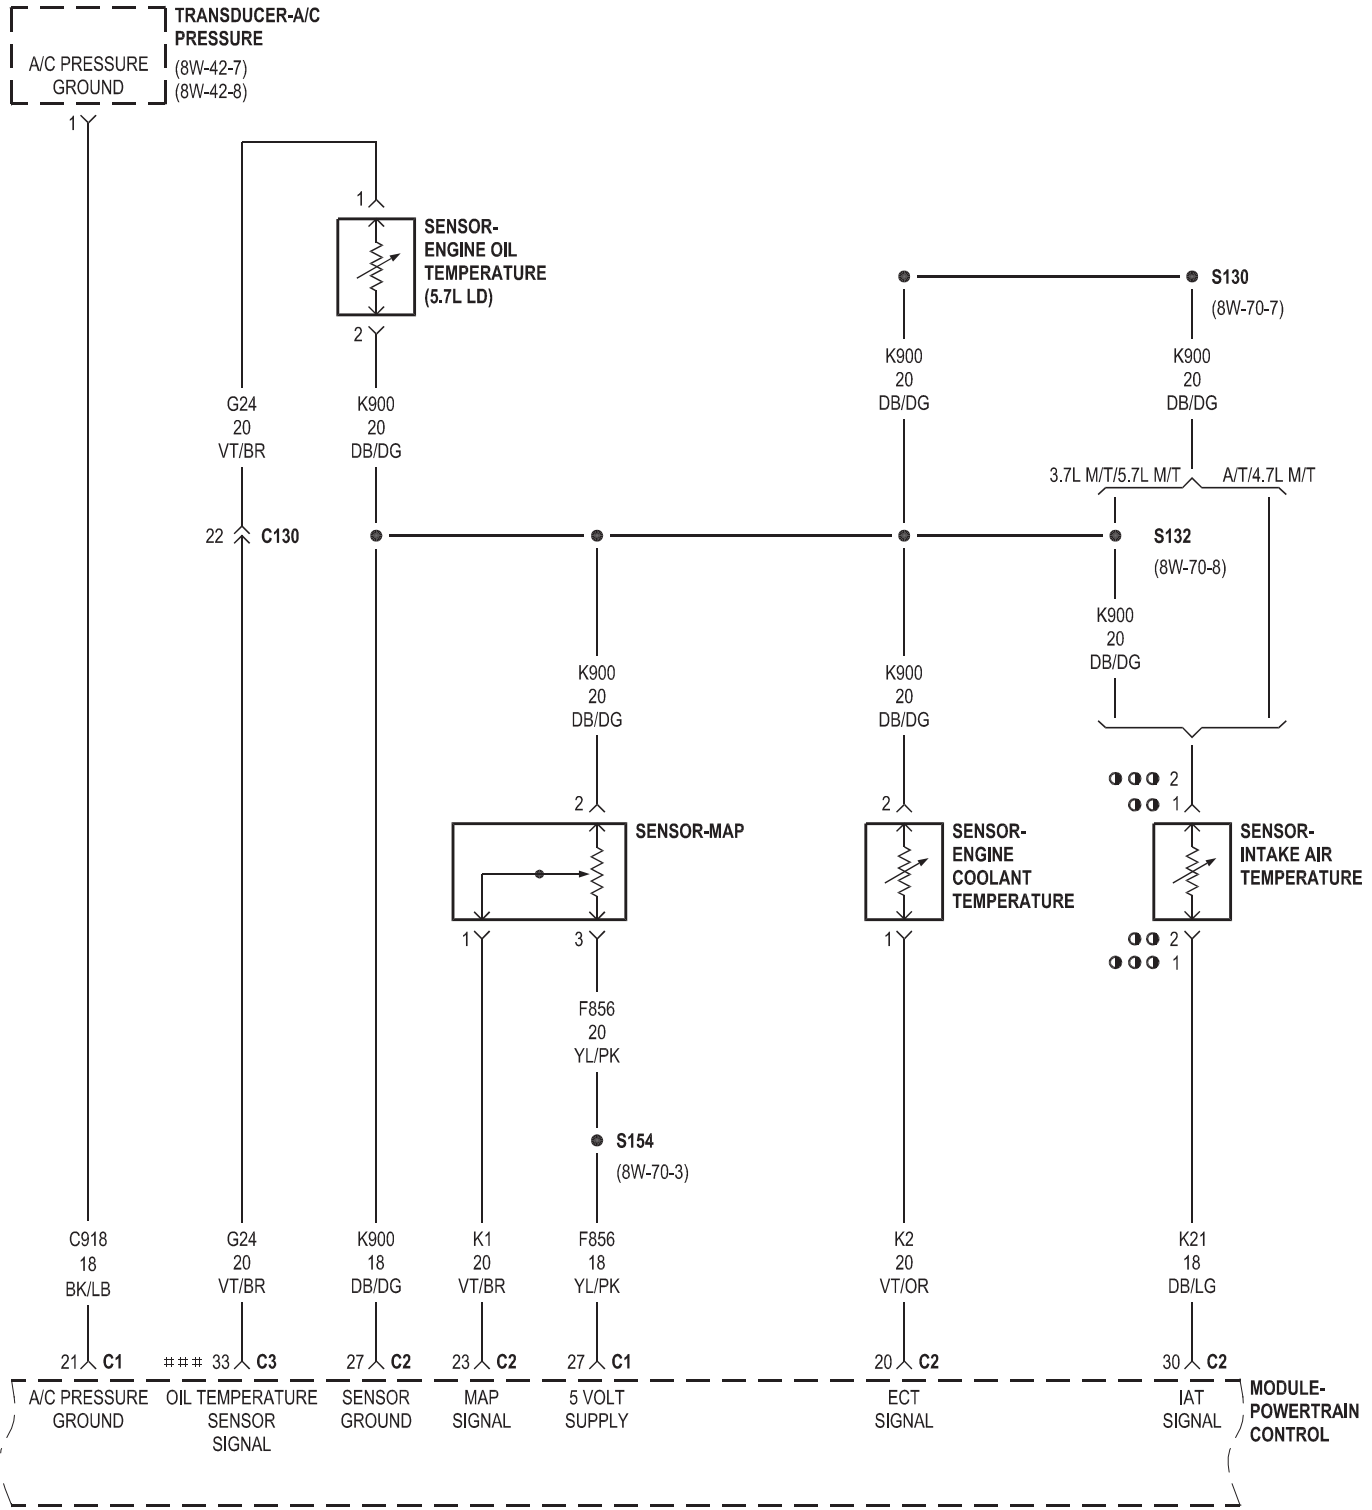 TRANSDUCER-A/C
PRESSURE
(8W-42-7)
(8W-42-8)
A/C PRESSURE
GROUND
1
1
SENSOR-
ENGINE OIL
TEMPERATURE
(5.7L LD)
2
S130
(8W-70-7)
G24
20
VT/BR
K900
20
DB/DG
K900
20
DB/DG
K900
20
DB/DG
3.7L M/T/5.7L M/T
A/T/4.7L M/T
22
C130
S132
(8W-70-8)
K900
20
DB/DG
K900
20
DB/DG
K900
20
DB/DG
2
2
2
1
SENSOR-MAP
SENSOR-
ENGINE
COOLANT
TEMPERATURE
SENSOR-
INTAKE AIR
TEMPERATURE
1
3
1
2
1
F856
20
YL/PK
S154
(8W-70-3)
C918
18
BK/LB
G24
20
VT/BR
K900
18
DB/DG
K1
20
VT/BR
F856
18
YL/PK
K2
20
VT/OR
K21
18
DB/LG
21 C1
### 33 C3
27 C2
23 C2
27 C1
20 C2
30 C2
A/C PRESSURE
GROUND
OIL TEMPERATURE
SENSOR
SIGNAL
SENSOR
GROUND
MAP
SIGNAL
5 VOLT
SUPPLY
ECT
SIGNAL
IAT
SIGNAL
MODULE-
POWERTRAIN
CONTROL